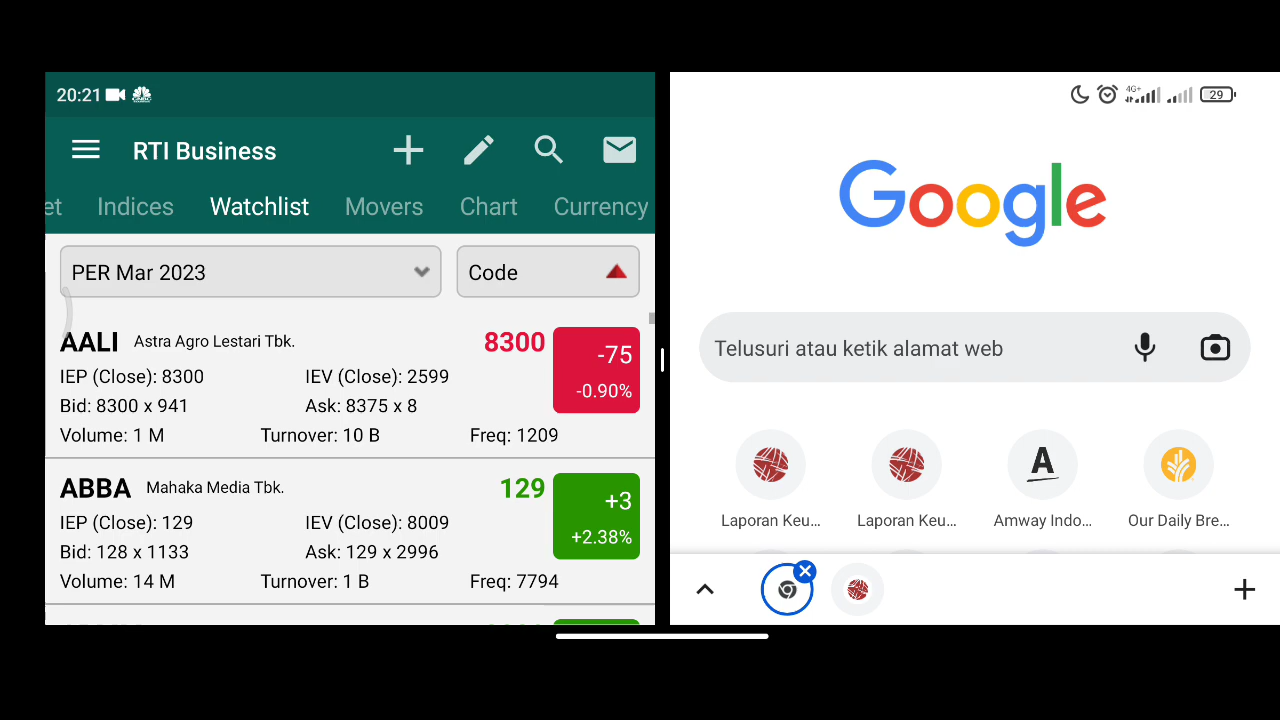 20:21
RTI Business
et Indices Watchlist Movers Chart Currency
PER Mar 2023 Code
AALI Astra Agro Lestari Tbk. 8300 -75
-0.90%
IEP (Close): 8300 IEV (Close): 2599
Bid: 8300 x 941 Ask: 8375 x 8
Volume: 1 M Turnover: 10 B Freq: 1209
ABBA Mahaka Media Tbk. 129 +3
+2.38%
IEP (Close): 129 IEV (Close): 8009
Bid: 128 x 1133 Ask: 129 x 2996
Volume: 14 M Turnover: 1 B Freq: 7794
4G+ 29
Google
Telusuri atau ketik alamat web
A
Laporan Keu... Laporan Keu... Amway Indo... Our Daily Bre...